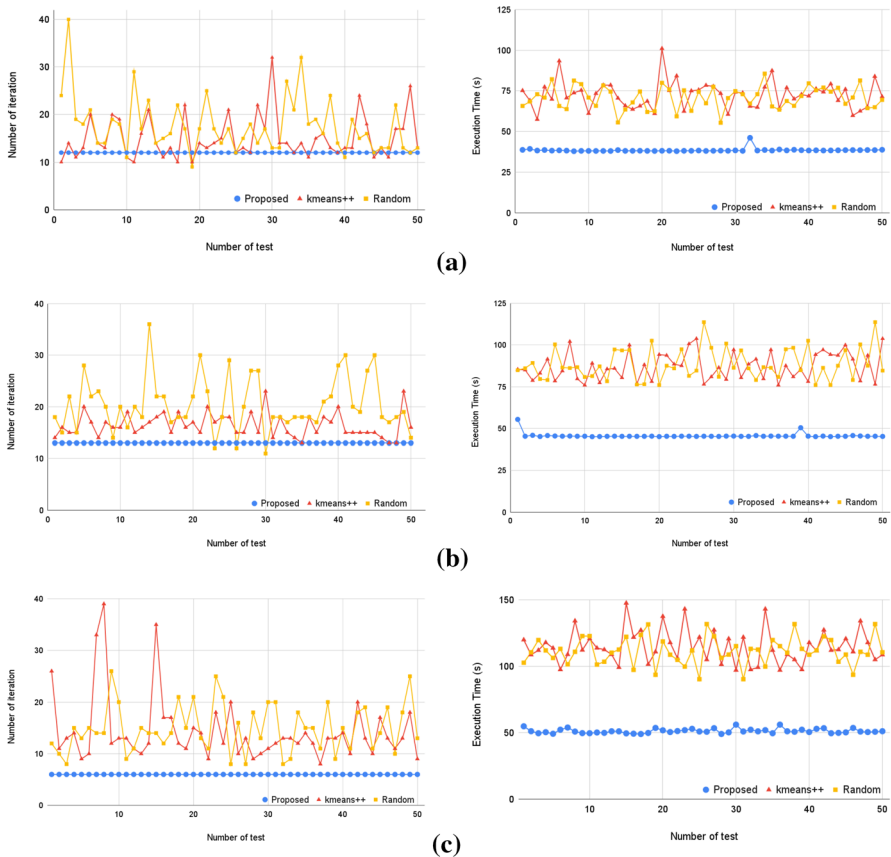 Number of iteration
40
30
20
10
0
0 10 20 30 40 50
Proposed kmeans++ Random
Number of test
Execution Time (s)
125
100
75
50
25
10 20 30 40 50
Proposed kmeans++ Random
Number of test
(a)
Number of iteration
40
30
20
10
0
0 10 20 30 40 50
Proposed kmeans++ Random
Number of test
Execution Time (s)
125
100
75
50
25
0
0 10 20 30 40 50
Proposed kmeans++ Random
Number of test
(b)
Number of iteration
40
30
20
10
0
10 20 30 40 50
Proposed kmeans++ Random
Number of test
Execution Time (s)
150
100
50
0
10 20 30 40 50
Proposed kmeans++ Random
Number of test
(c)